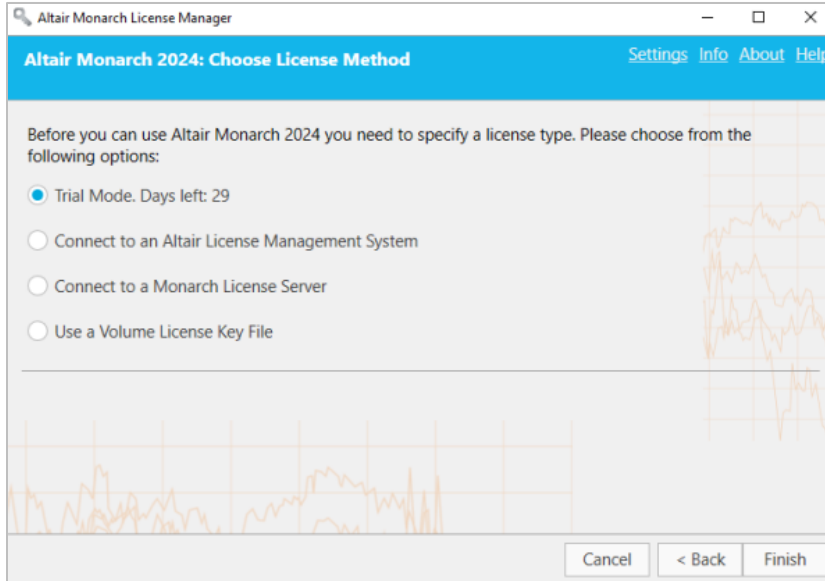 Altair Monarch License Manager
Altair Monarch 2024: Choose License Method
Settings Info About Help
Before you can use Altair Monarch 2024 you need to specify a license type. Please choose from the
following options:
Trial Mode. Days left: 29
Connect to an Altair License Management System
Connect to a Monarch License Server
Use a Volume License Key File
Cancel
< Back
Finish